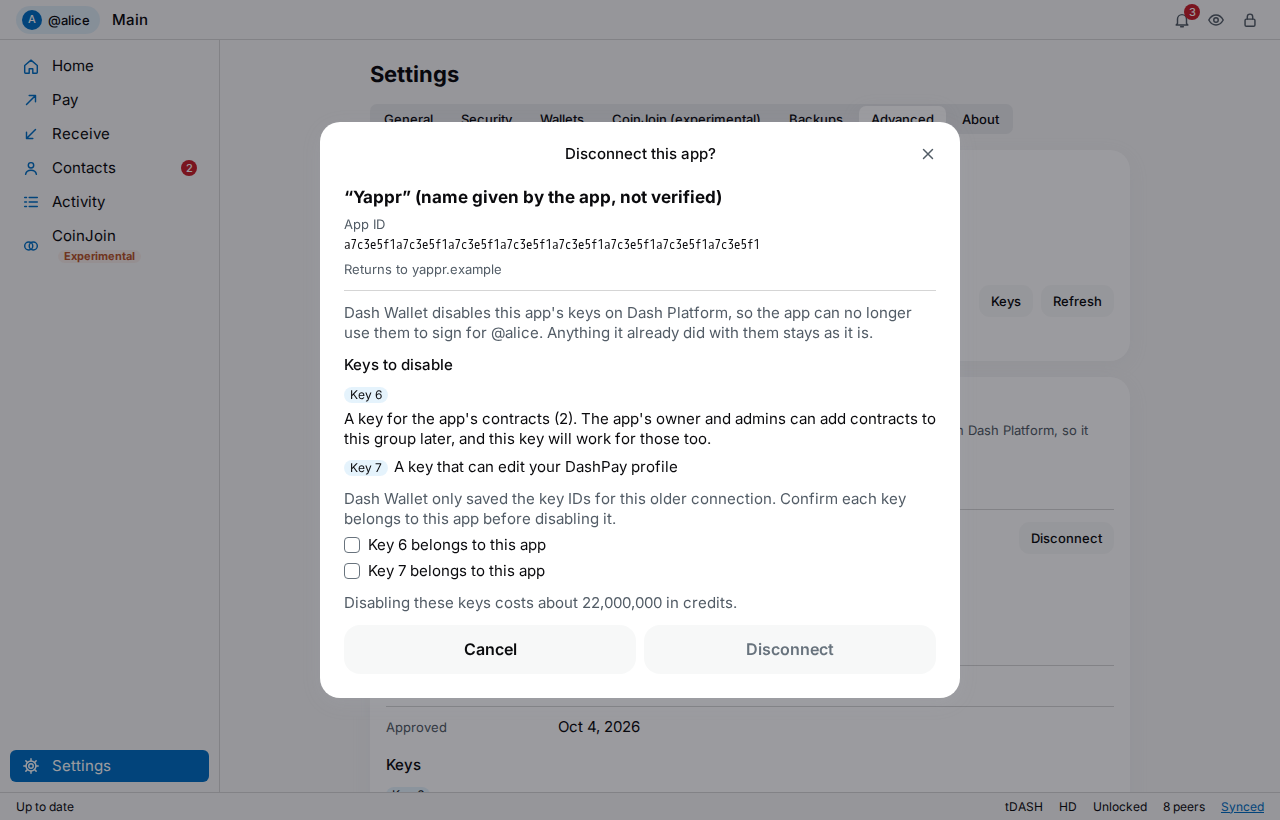 A @alice Main 3
Home
Pay
Receive
Contacts 2
Activity
CoinJoin
Experimental
Settings
Settings
General Security Wallets CoinJoin (experimental) Backups Advanced About
Keys Refresh
n Dash Platform, so it
Disconnect
Disconnect this app?
“Yappr” (name given by the app, not verified)
App ID
a7c3e5f1a7c3e5f1a7c3e5f1a7c3e5f1a7c3e5f1a7c3e5f1a7c3e5f1a7c3e5f1
Returns to yappr.example
Dash Wallet disables this app's keys on Dash Platform, so the app can no longer
use them to sign for @alice. Anything it already did with them stays as it is.
Keys to disable
Key 6
A key for the app's contracts (2). The app's owner and admins can add contracts to
this group later, and this key will work for those too.
Key 7 A key that can edit your DashPay profile
Dash Wallet only saved the key IDs for this older connection. Confirm each key
belongs to this app before disabling it.
Key 6 belongs to this app
Key 7 belongs to this app
Disabling these keys costs about 22,000,000 in credits.
Cancel Disconnect
Approved Oct 4, 2026
Keys
Up to date tDASH HD Unlocked 8 peers Synced